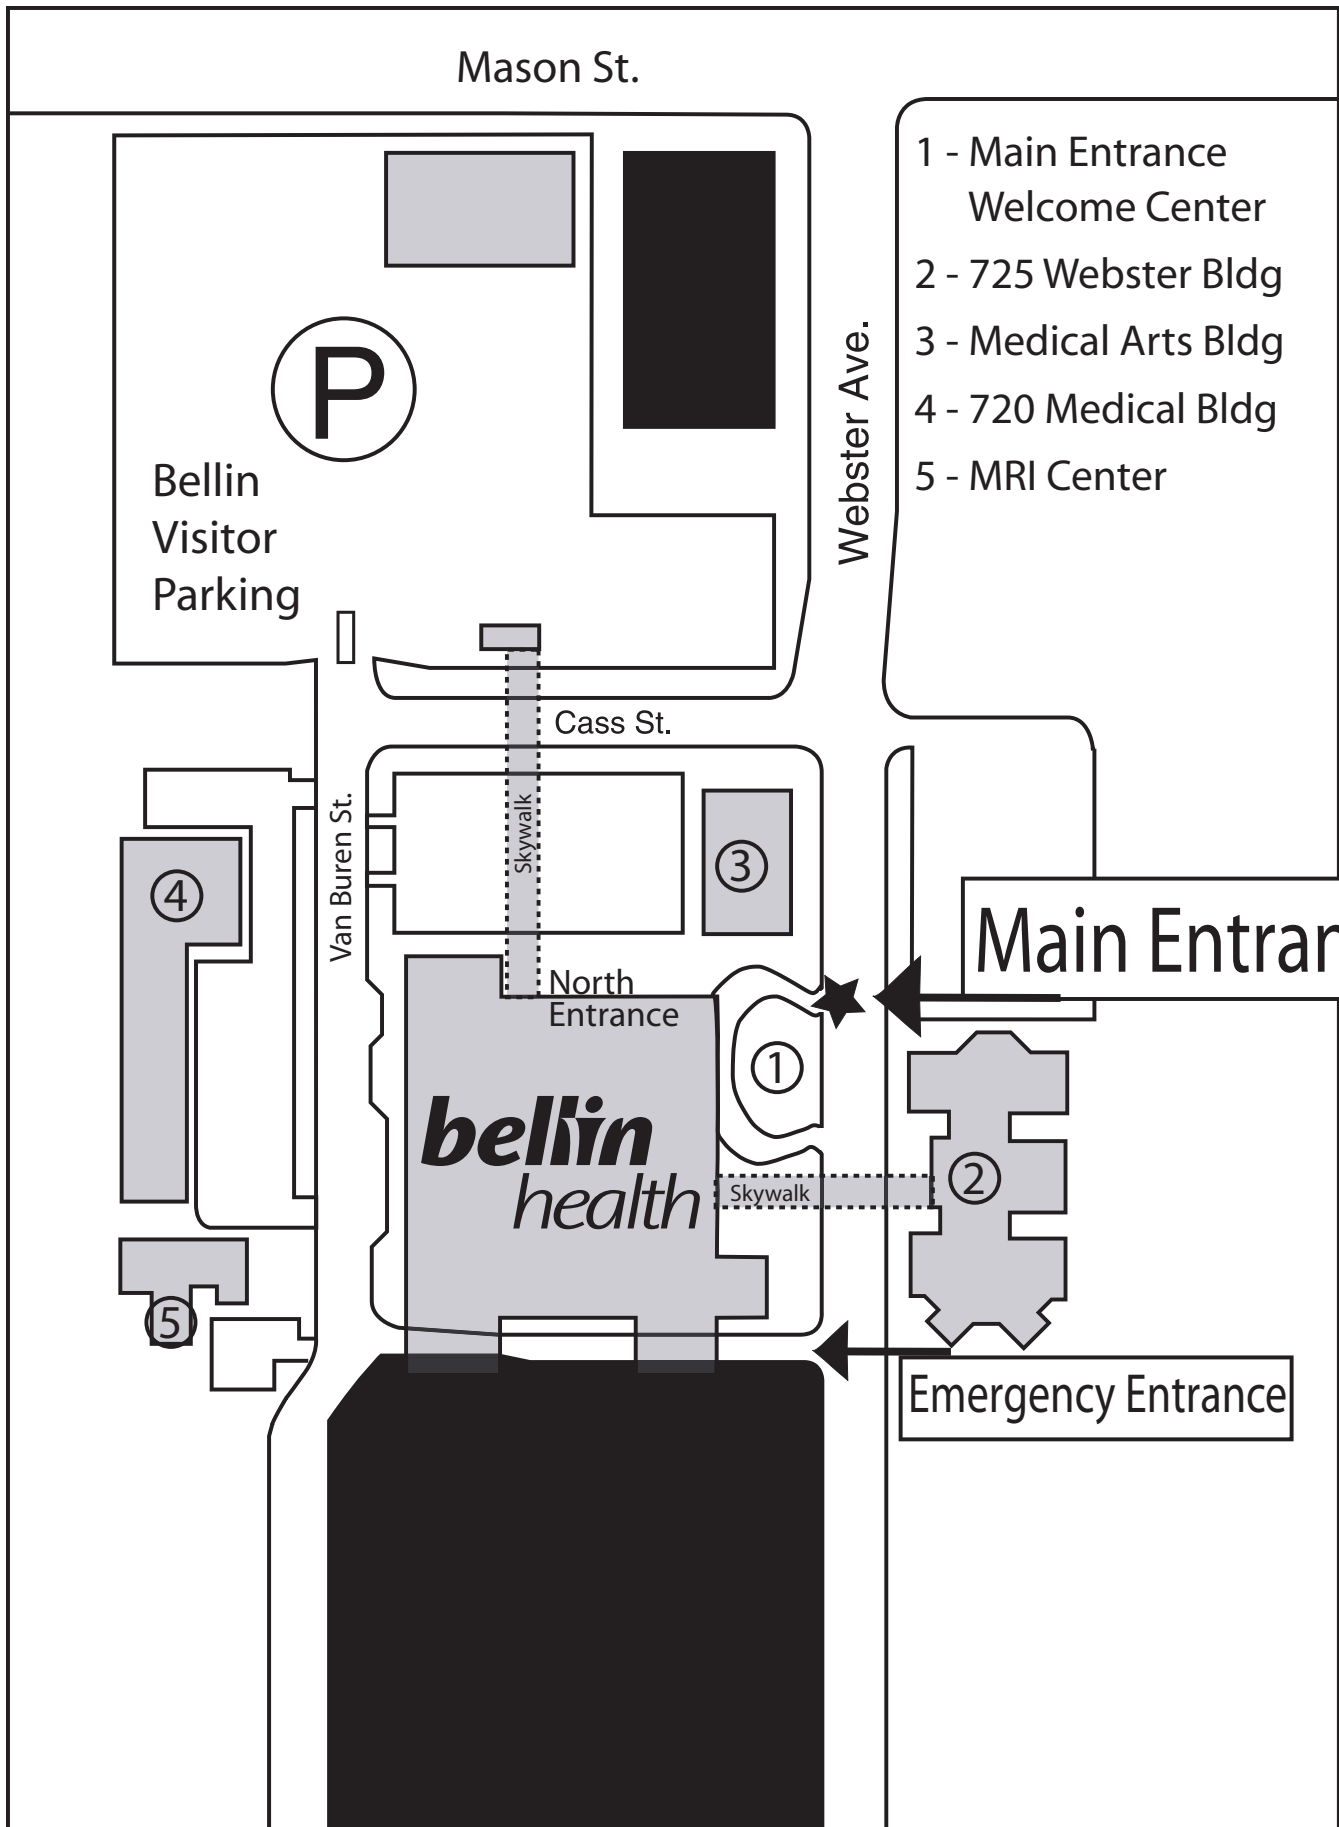 Mason St.
1 - Main Entrance
Welcome Center
2 - 725 Webster Bldg
3 - Medical Arts Bldg
4 - 720 Medical Bldg
5 - MRI Center
Webster Ave.
P
Bellin
Visitor
Parking
Cass St.
Van Buren St.
Skywalk
3
4
Main Entran
North
Entrance
1
bellin
health
Skywalk
2
5
Emergency Entrance